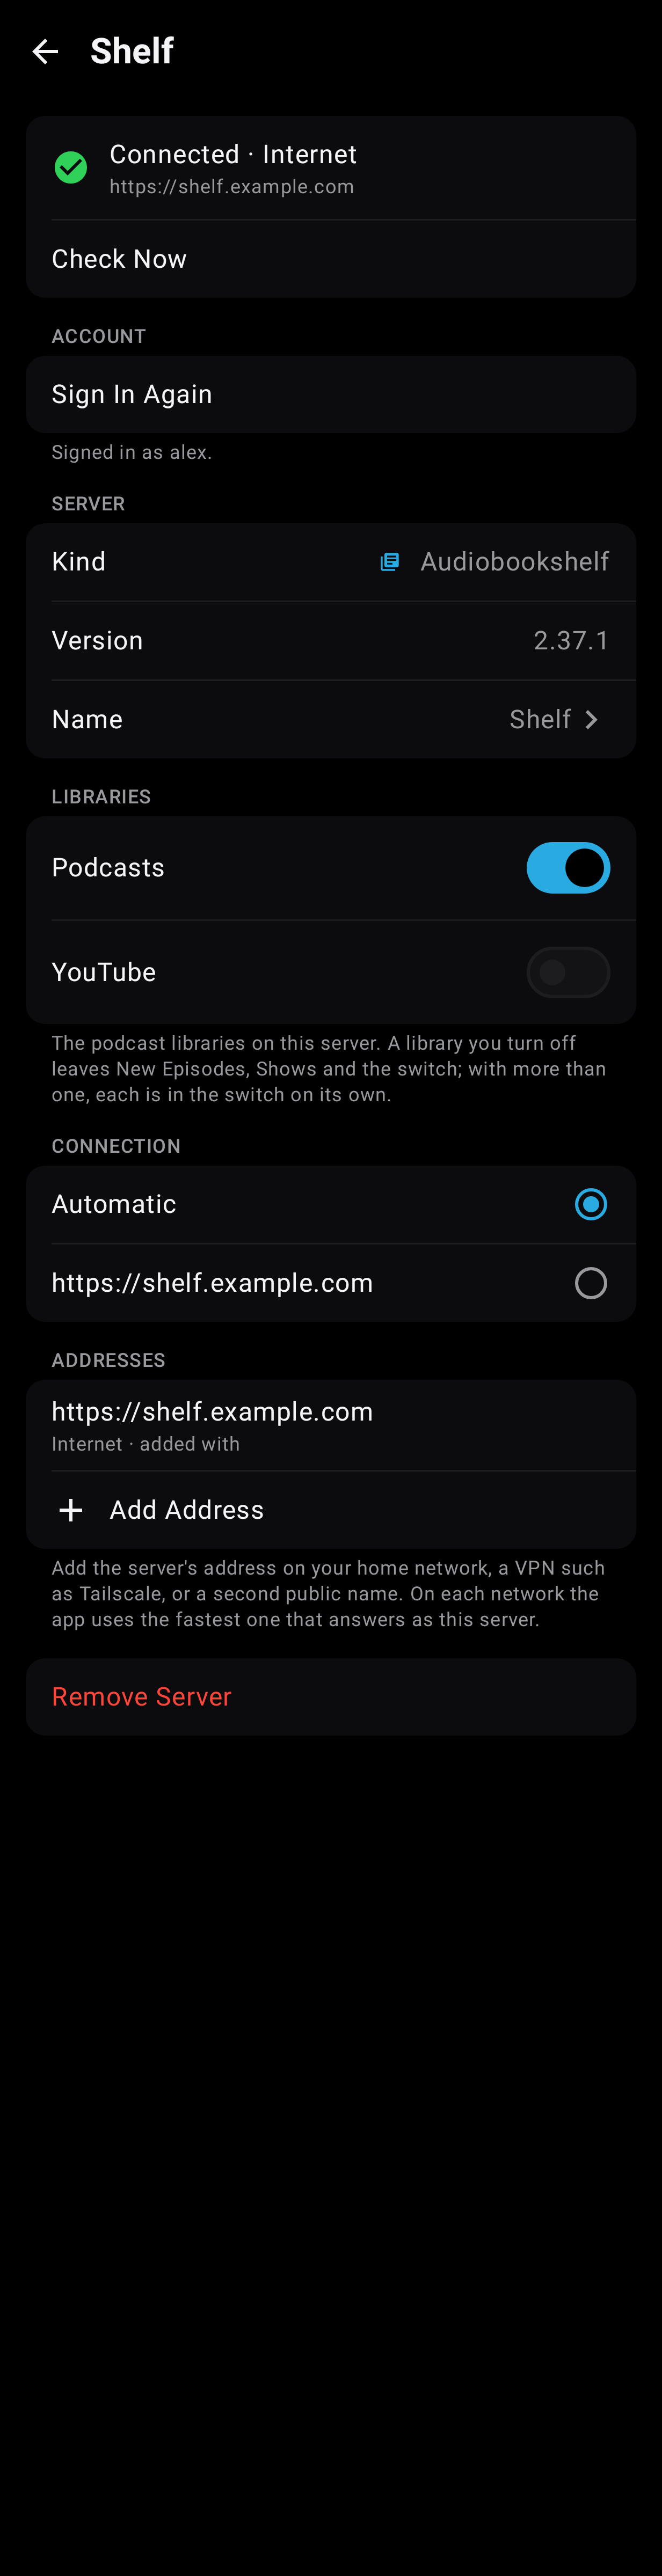 Shelf
Connected · Internet
https://shelf.example.com
Check Now
ACCOUNT
Sign In Again
Signed in as alex.
SERVER
Kind Audiobookshelf
Version 2.37.1
Name Shelf
LIBRARIES
Podcasts
YouTube
The podcast libraries on this server. A library you turn off
leaves New Episodes, Shows and the switch; with more than
one, each is in the switch on its own.
CONNECTION
Automatic
https://shelf.example.com
ADDRESSES
https://shelf.example.com
Internet · added with
Add Address
Add the server's address on your home network, a VPN such
as Tailscale, or a second public name. On each network the
app uses the fastest one that answers as this server.
Remove Server